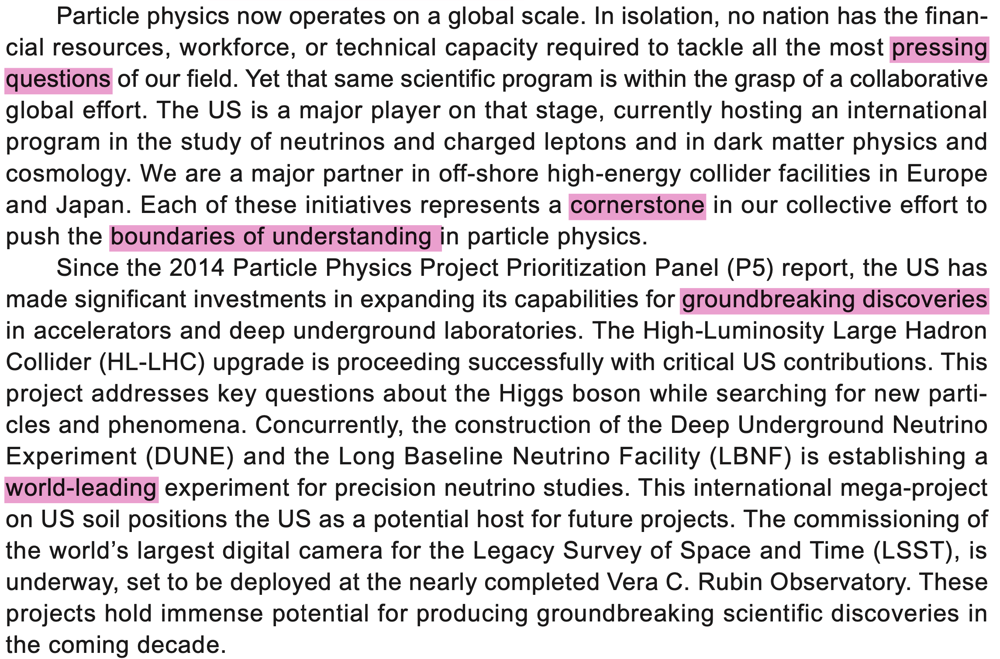 Particle physics now operates on a global scale. In isolation, no nation has the finan-
cial resources, workforce, or technical capacity required to tackle all the most pressing
questions of our field. Yet that same scientific program is within the grasp of a collaborative
global effort. The US is a major player on that stage, currently hosting an international
program in the study of neutrinos and charged leptons and in dark matter physics and
cosmology. We are a major partner in off-shore high-energy collider facilities in Europe
and Japan. Each of these initiatives represents a cornerstone in our collective effort to
push the boundaries of understanding in particle physics.
Since the 2014 Particle Physics Project Prioritization Panel (P5) report, the US has
made significant investments in expanding its capabilities for groundbreaking discoveries
in accelerators and deep underground laboratories. The High-Luminosity Large Hadron
Collider (HL-LHC) upgrade is proceeding successfully with critical US contributions. This
project addresses key questions about the Higgs boson while searching for new parti-
cles and phenomena. Concurrently, the construction of the Deep Underground Neutrino
Experiment (DUNE) and the Long Baseline Neutrino Facility (LBNF) is establishing a
world-leading experiment for precision neutrino studies. This international mega-project
on US soil positions the US as a potential host for future projects. The commissioning of
the world’s largest digital camera for the Legacy Survey of Space and Time (LSST), is
underway, set to be deployed at the nearly completed Vera C. Rubin Observatory. These
projects hold immense potential for producing groundbreaking scientific discoveries in
the coming decade.